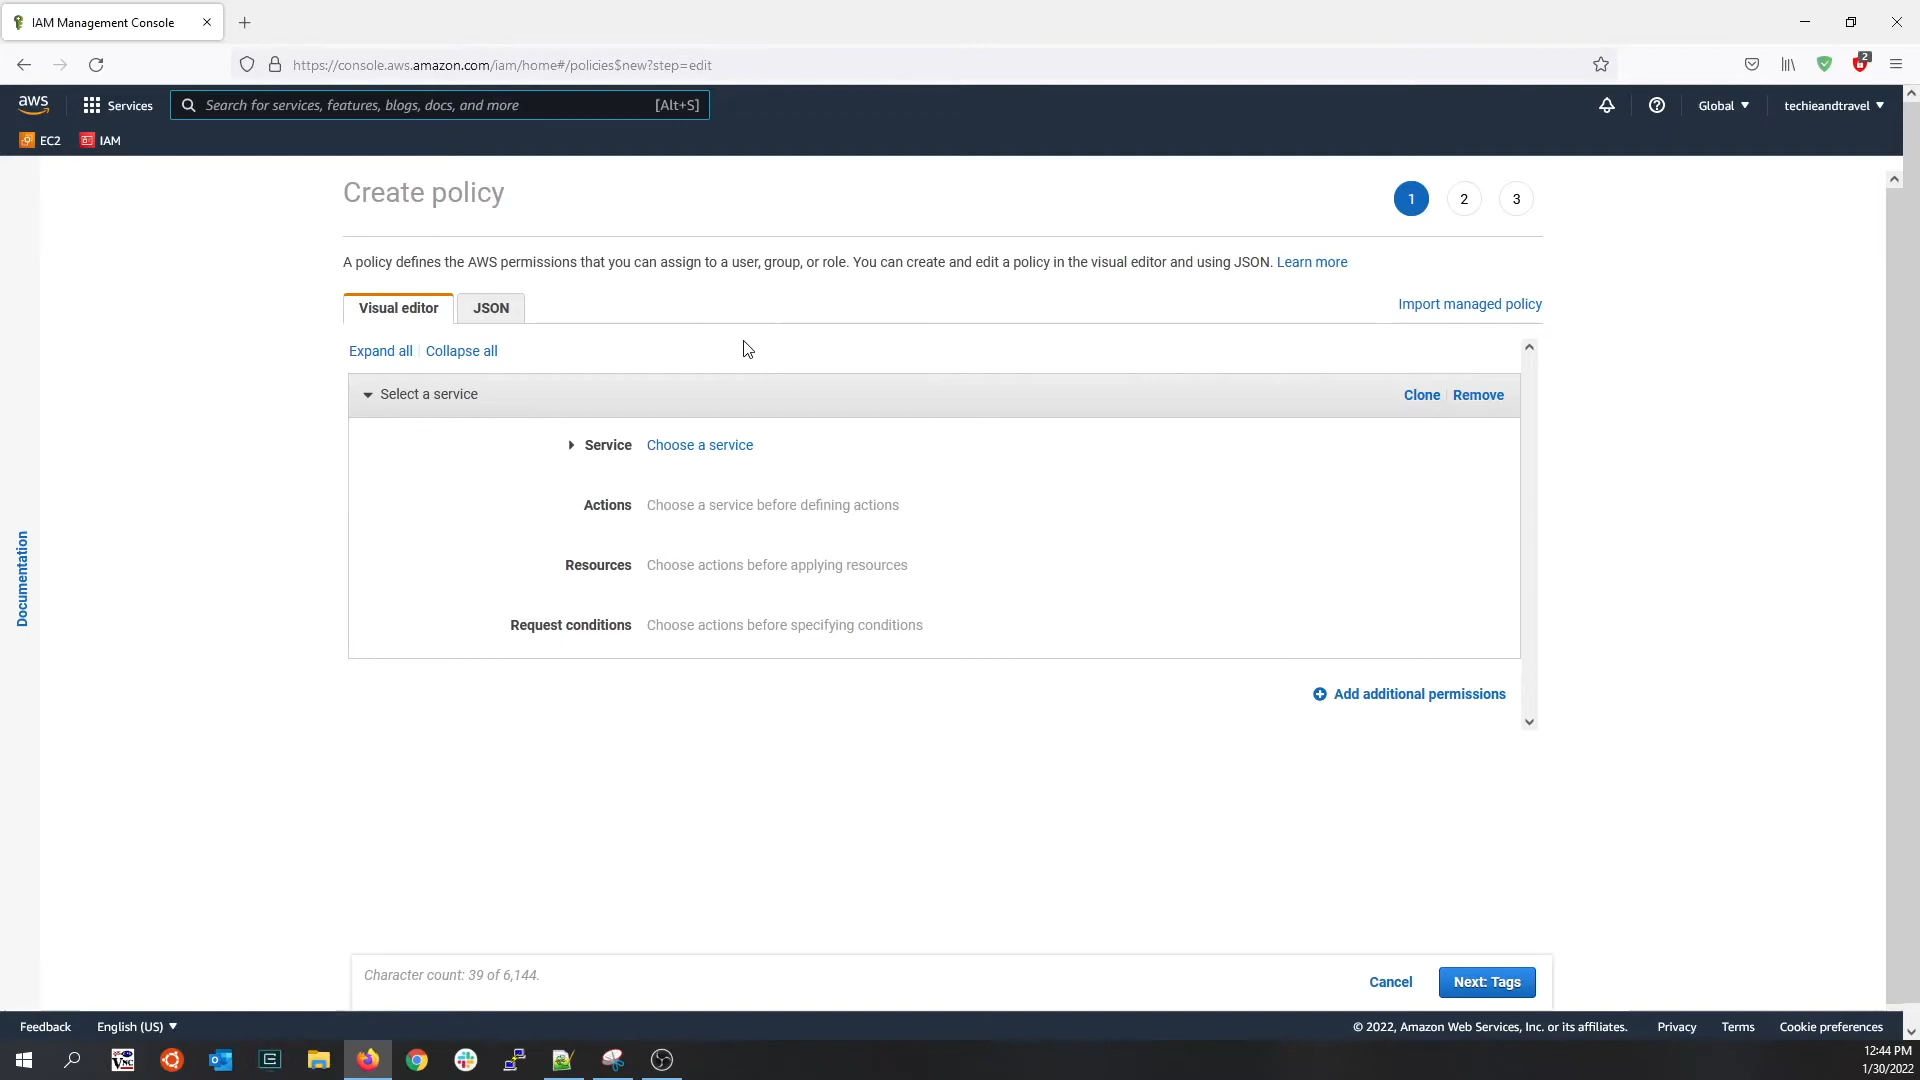 IAM Management Console
https://console.aws.amazon.com/iam/home#/policies$new?step=edit
2
aws
Services
Search for services, features, blogs, docs, and more
[Alt+S]
Global
techieandtravel
EC2
IAM
Create policy
1
2
3
A policy defines the AWS permissions that you can assign to a user, group, or role. You can create and edit a policy in the visual editor and using JSON. Learn more
Visual editor
JSON
Import managed policy
Expand all
Collapse all
Select a service
Clone
Remove
Service
Choose a service
Actions
Choose a service before defining actions
Resources
Choose actions before applying resources
Request conditions
Choose actions before specifying conditions
Documentation
Add additional permissions
Character count: 39 of 6,144.
Cancel
Next: Tags
Feedback
English (US)
© 2022, Amazon Web Services, Inc. or its affiliates.
Privacy
Terms
Cookie preferences
12:44 PM
1/30/2022